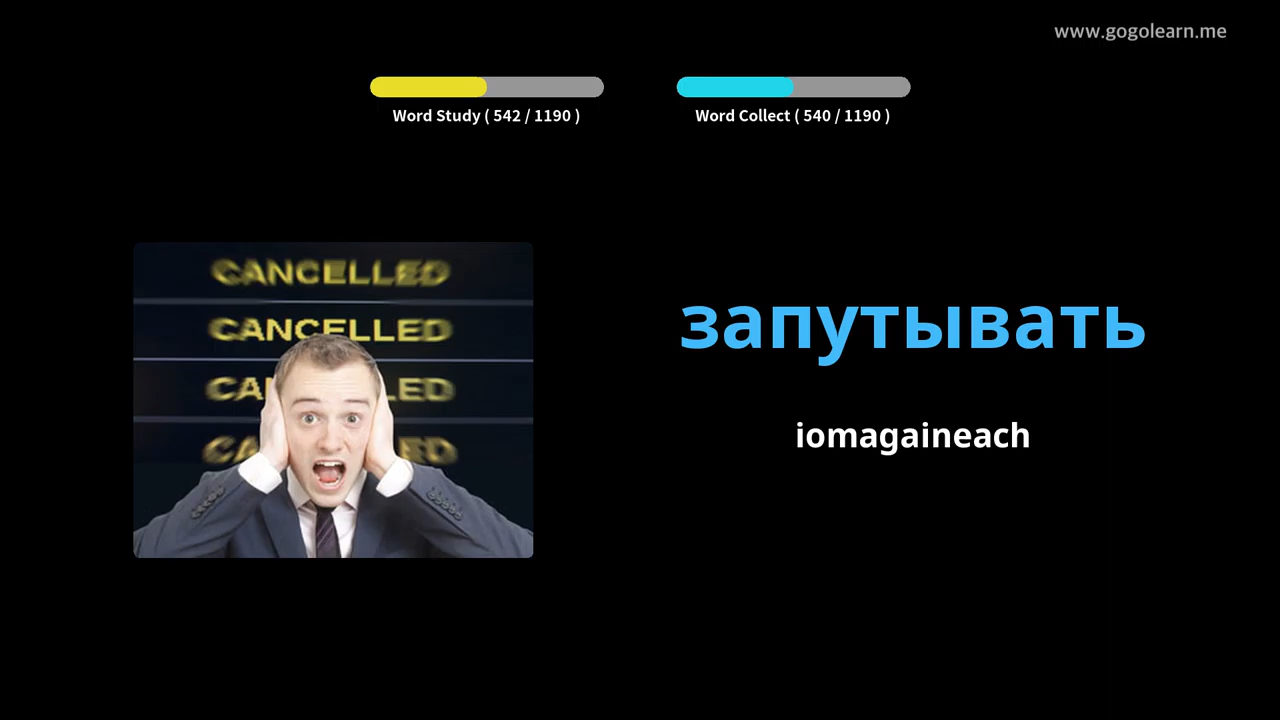 www.gogolearn.me
Word Study ( 542 / 1190 )
Word Collect ( 540 / 1190 )
CANCELLED
CANCELLED
запутывать
iomagaineach